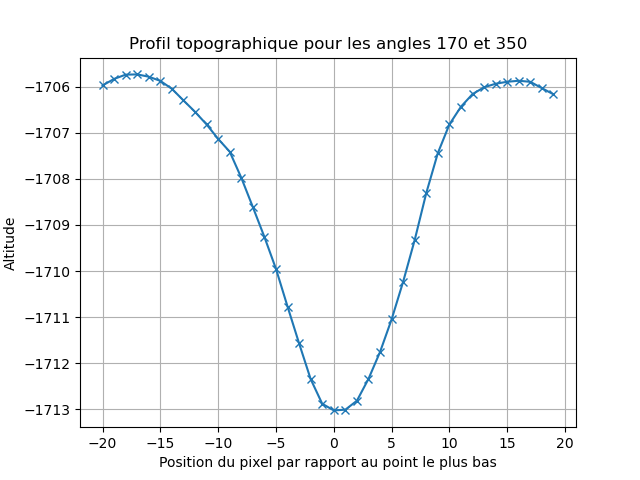 Profil topographique pour les angles 170 et 350
Altitude
−1706
−1707
−1708
−1709
−1710
−1711
−1712
−1713
−20 −15 −10 −5 0 5 10 15 20
Position du pixel par rapport au point le plus bas